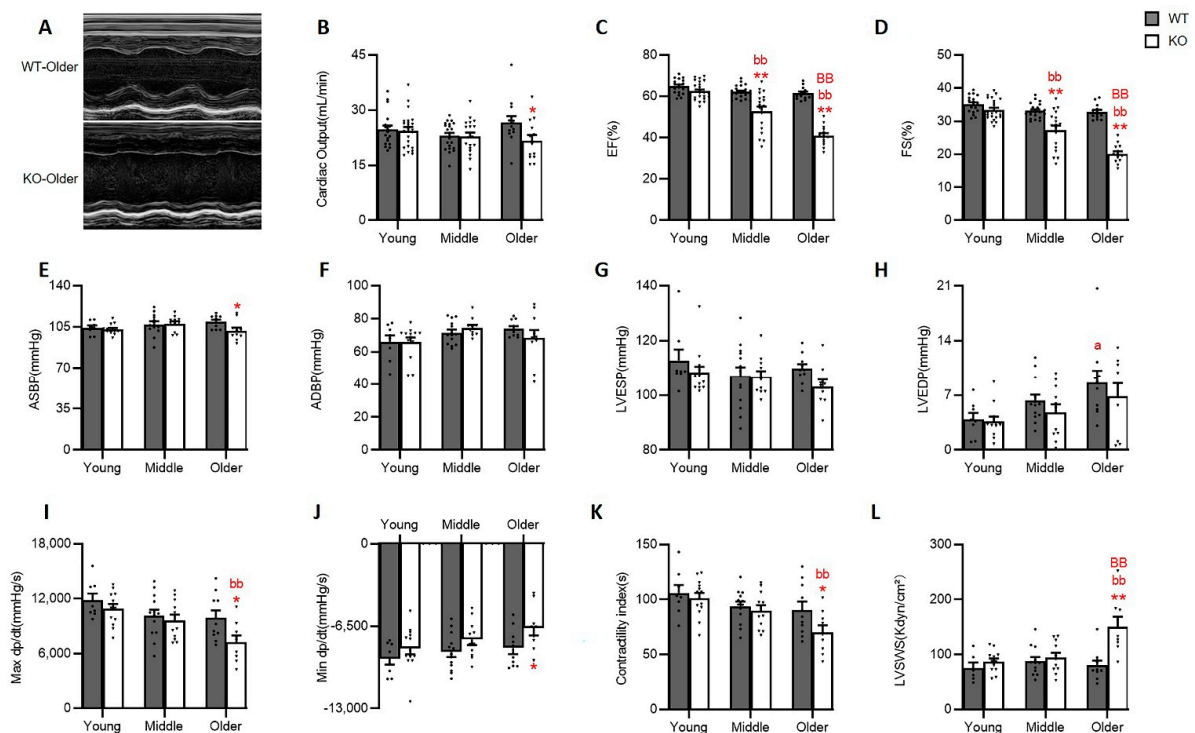 WT
KO
A
WT-Older
KO-Older
B
Cardiac Output(mL/min)
45
30
15
0
*
Young Middle Older
C
EF(%)
80
60
40
20
0
bb
**
BB
bb
**
Young Middle Older
D
FS(%)
50
40
30
20
10
0
bb
**
BB
bb
**
Young Middle Older
E
ASBP(mmHg)
140
105
70
35
0
*
Young Middle Older
F
ADBP(mmHg)
100
80
60
40
20
0
Young Middle Older
G
LVESP(mmHg)
140
120
100
80
Young Middle Older
H
LVEDP(mmHg)
21
14
7
0
a
Young Middle Older
I
Max dp/dt(mmHg/s)
18,000
12,000
6,000
0
bb
*
Young Middle Older
J
Young Middle Older
Min dp/dt(mmHg/s)
0
-6,500
-13,000
*
K
Contractility index(s)
200
150
100
50
0
bb
*
Young Middle Older
L
LVSWS(Kdyn/cm²)
300
200
100
0
BB
bb
**
Young Middle Older